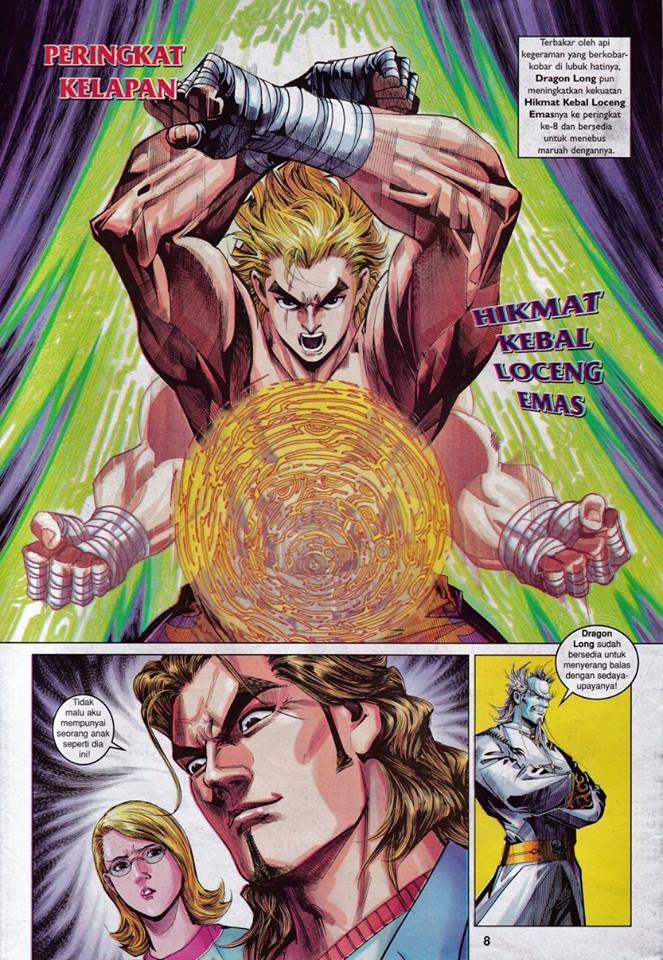 PERINGKAT
KELAPAN
Terbakar oleh api
kegeraman yang berkobar-
kobar di lubuk hatinya,
Dragon Long pun
meningkatkan kekuatan
Hikmat Kebal Loceng
Emasnya ke peringkat
ke-8 dan bersedia
untuk menebus
maruah dengannya.
HIKMAT
KEBAL
LOCENG
EMAS
Tidak
malu aku
mempunyai
seorang anak
seperti dia
ini!
Dragon
Long sudah
bersedia untuk
menyerang balas
dengan sedaya-
upayanya!
8